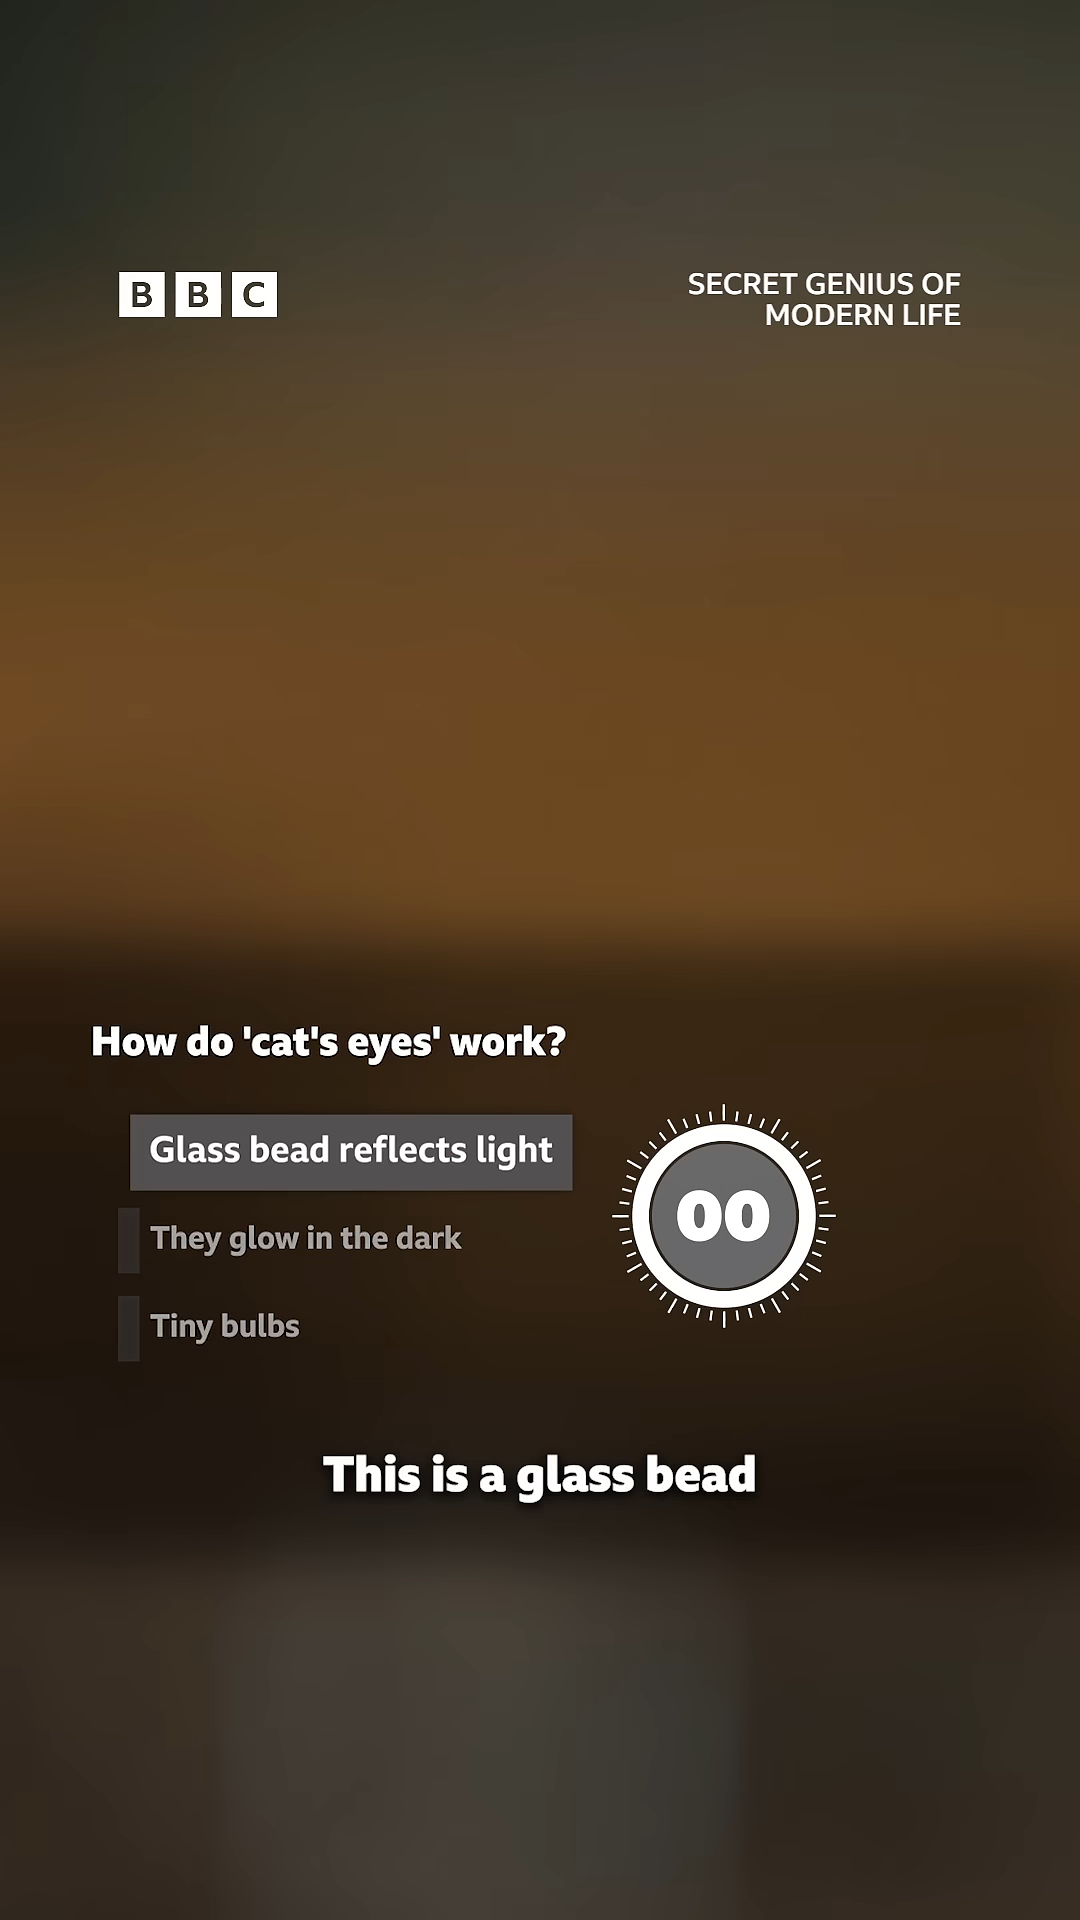 BBC
SECRET GENIUS OF
MODERN LIFE
How do 'cat's eyes' work?
Glass bead reflects light
They glow in the dark
Tiny bulbs
00
This is a glass bead